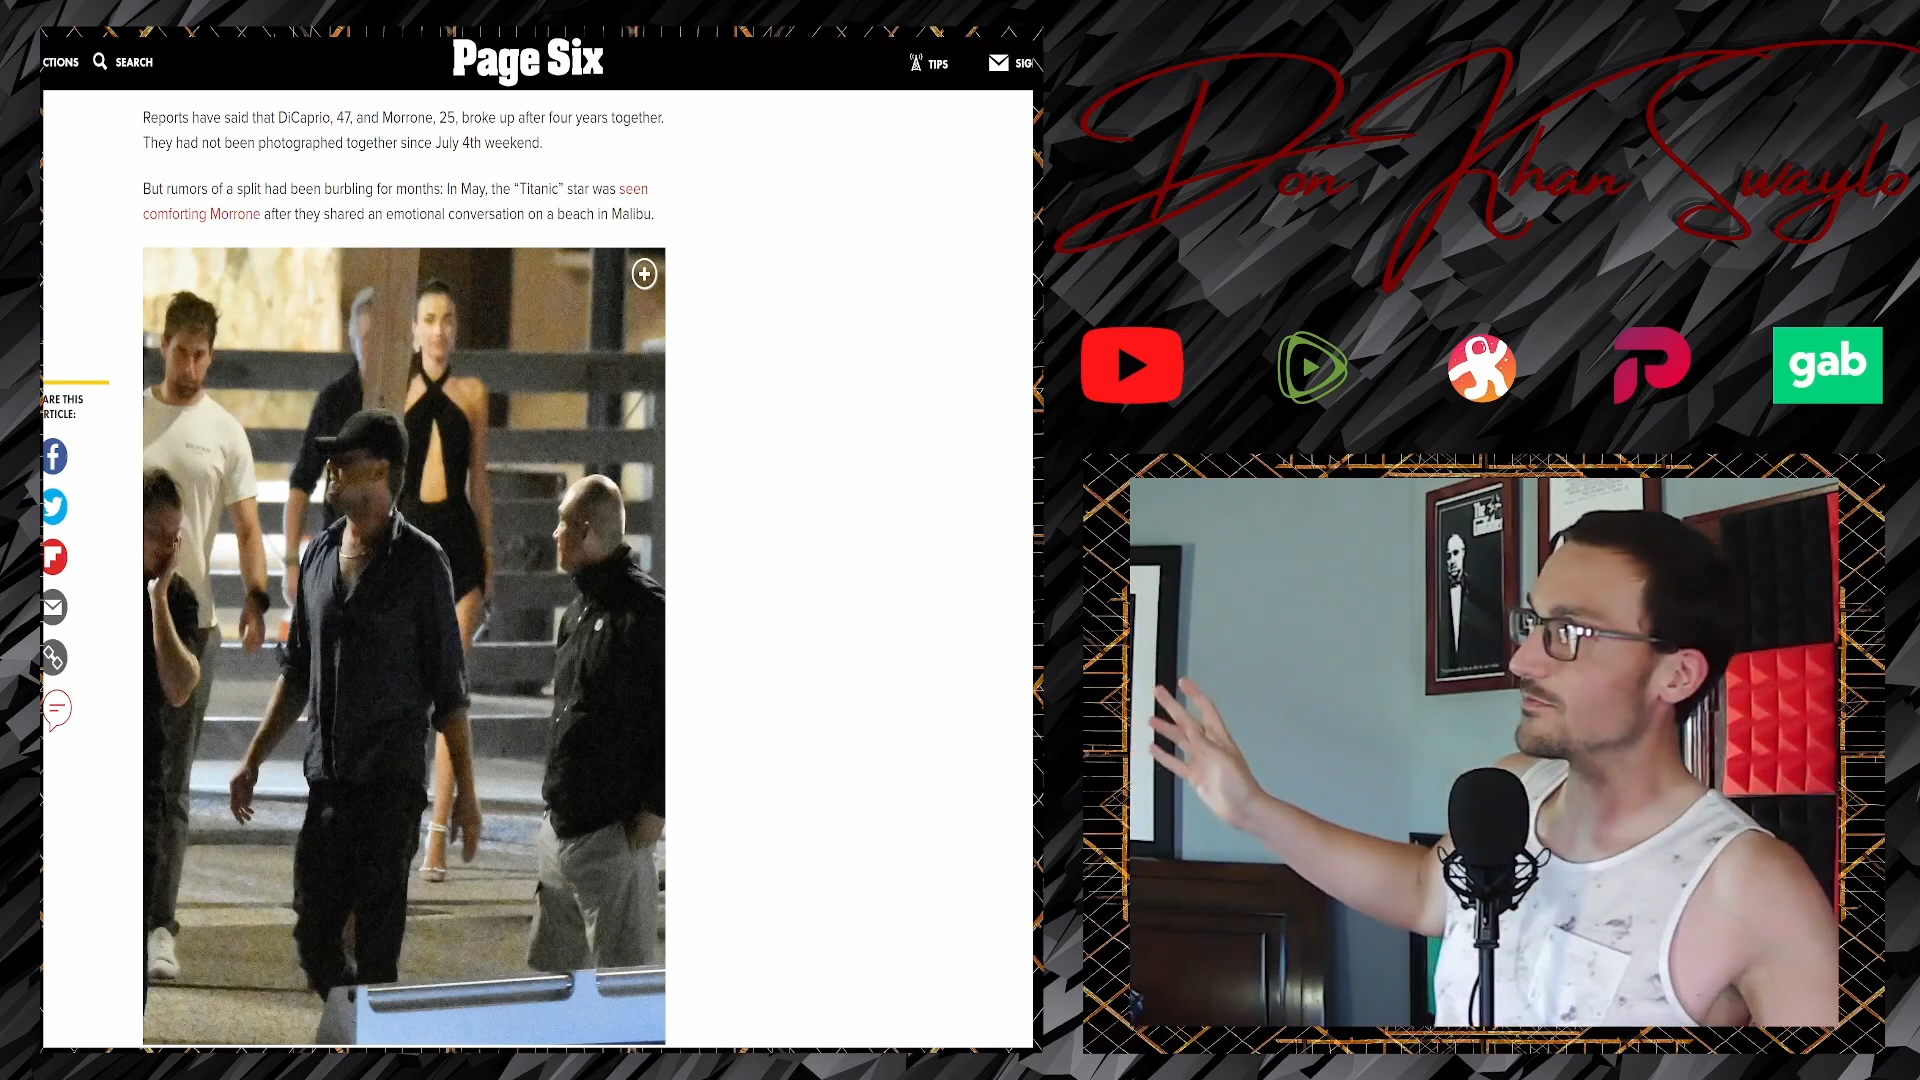 CTIONS
SEARCH
Page Six
TIPS
SIG
Reports have said that DiCaprio, 47, and Morrone, 25, broke up after four years together.
They had not been photographed together since July 4th weekend.
But rumors of a split had been burbling for months: In May, the “Titanic” star was seen
comforting Morrone after they shared an emotional conversation on a beach in Malibu.
ARE THIS
RTICLE:
Don Khan Swaylo
gab
The
Godfather